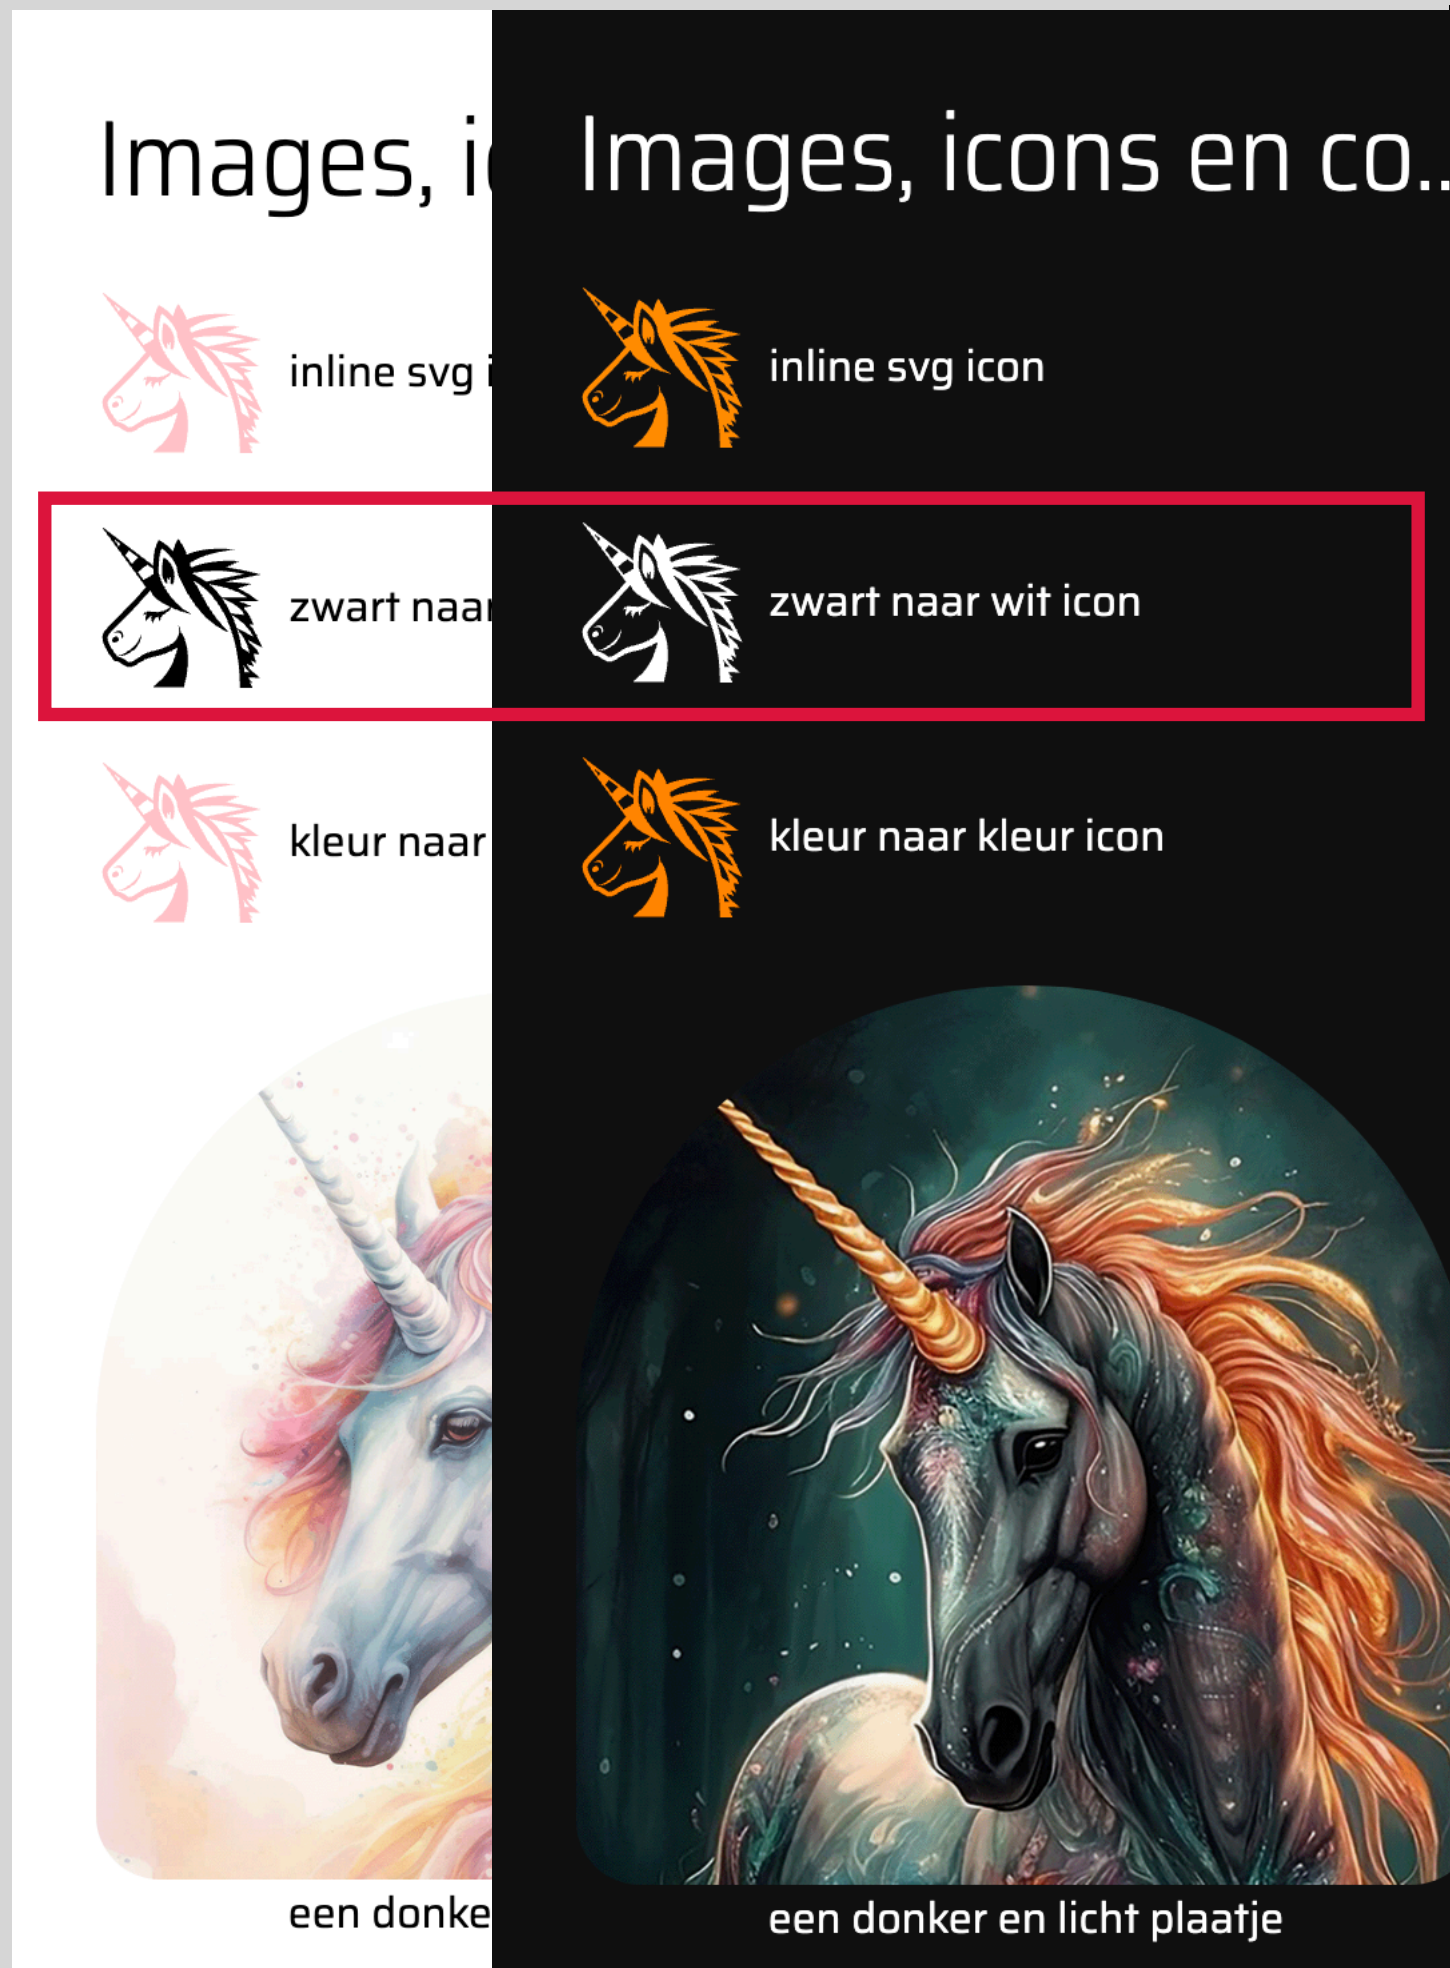 Images, ic
inline svg i
zwart naar
kleur naar
een donke
Images, icons en co..
inline svg icon
zwart naar wit icon
kleur naar kleur icon
een donker en licht plaatje